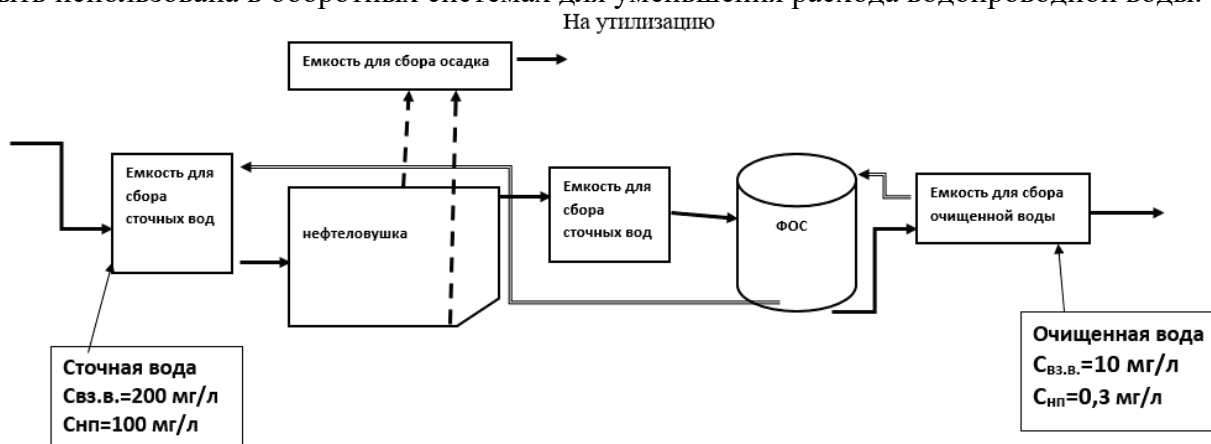 быть использована в оборотных системах для уменьшения расхода водопроводной воды.
На утилизацию
Емкость для сбора осадка
Емкость для
сбора
сточных вод
нефтеловушка
Емкость для
сбора
сточных вод
ФОС
Емкость для сбора
очищенной воды
Сточная вода
Свз.в.=200 мг/л
Снп=100 мг/л
Очищенная вода
Свз.в.=10 мг/л
Снп=0,3 мг/л